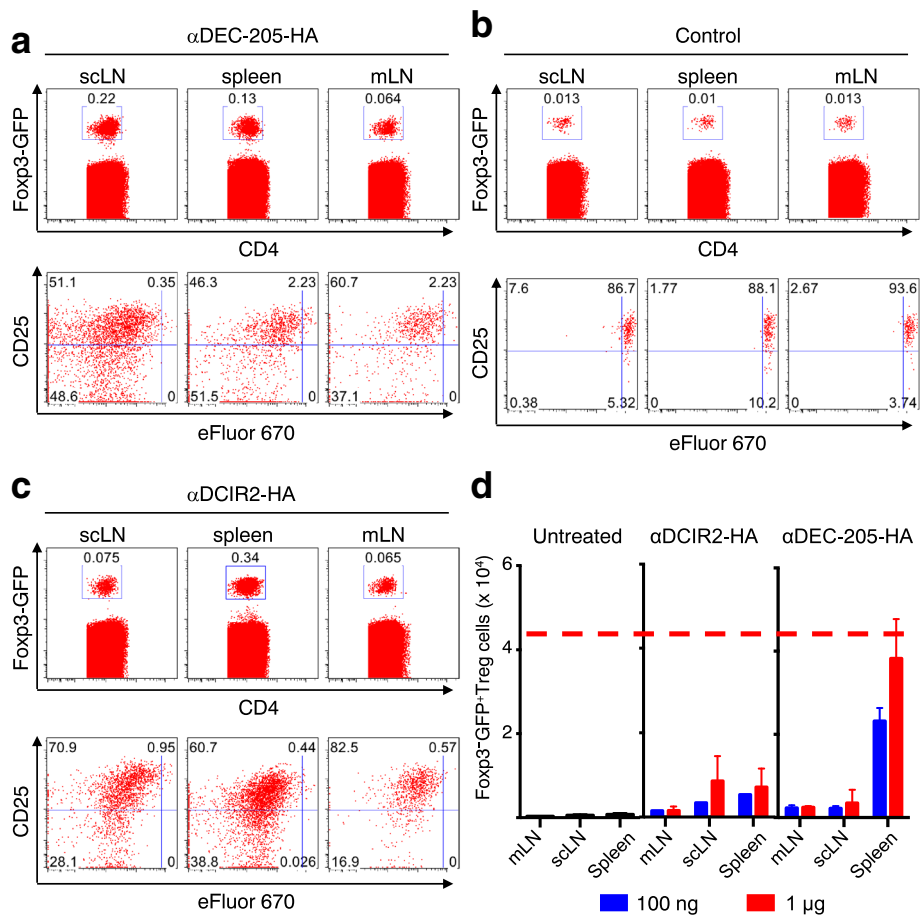 a
αDEC-205-HA
scLN spleen mLN
0.22 0.13 0.064
Foxp3-GFP
CD4
51.1 0.35 46.3 2.23 60.7 2.23
CD25
48.6 0 51.5 0 37.1 0
eFluor 670
b
Control
scLN spleen mLN
0.013 0.01 0.013
Foxp3-GFP
CD4
7.6 86.7 1.77 88.1 2.67 93.6
CD25
0.38 5.32 0 10.2 0 3.74
eFluor 670
c
αDCIR2-HA
scLN spleen mLN
0.075 0.34 0.065
Foxp3-GFP
CD4
70.9 0.95 60.7 0.44 82.5 0.57
CD25
28.1 0 38.8 0.026 16.9 0
eFluor 670
d
Untreated αDCIR2-HA αDEC-205-HA
Foxp3-GFP+Treg cells (x 10⁴)
6
4
2
mLN scLN Spleen mLN scLN Spleen mLN scLN Spleen
100 ng 1 µg